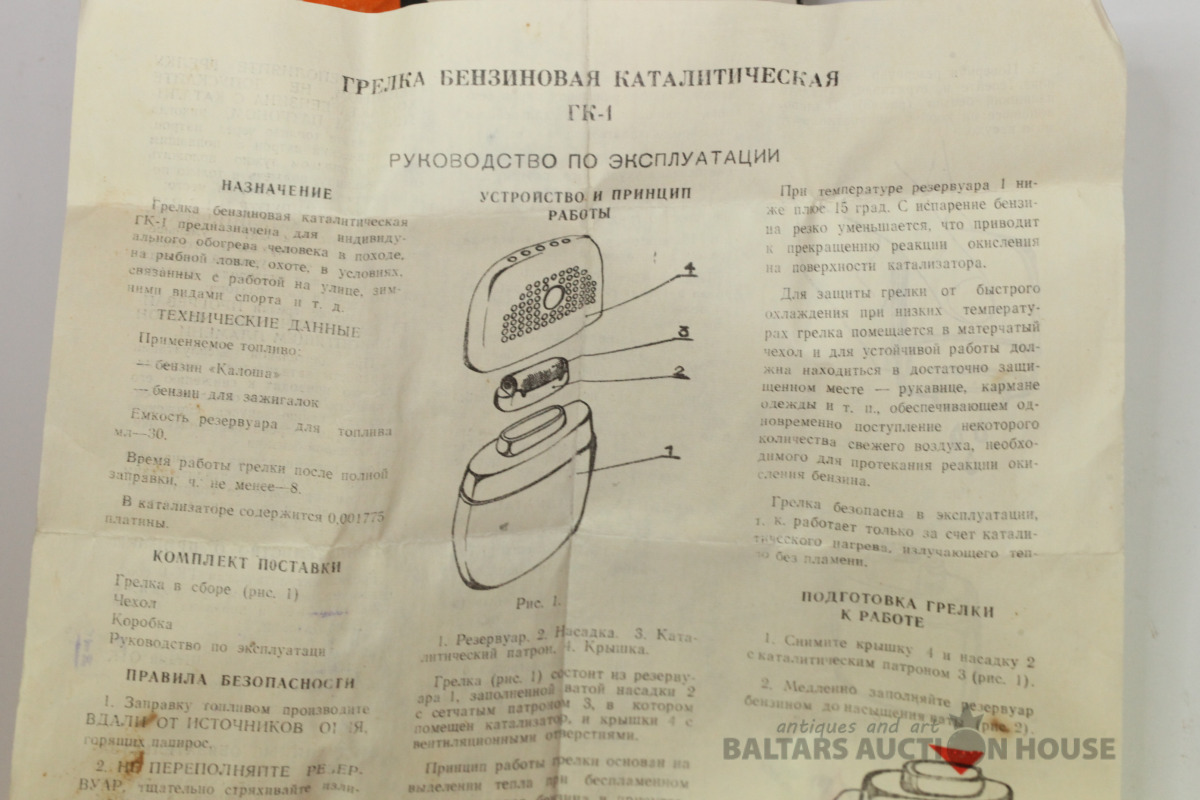 ГРЕЛКА БЕНЗИНОВАЯ КАТАЛИТИЧЕСКАЯ
ГК-1
РУКОВОДСТВО ПО ЭКСПЛУАТАЦИИ
НАЗНАЧЕНИЕ
Грелка бензиновая каталитическая
ГК-1 предназначена для индивиду-
ального обогрева человека в походе,
на рыбной ловле, охоте, в условиях,
связанных с работой на улице, зим-
ними видами спорта и т. д.
ТЕХНИЧЕСКИЕ ДАННЫЕ
Применяемое топливо:
— бензин «Калоша»
— бензин для зажигалок
Емкость резервуара для топлива
мл—30.
Время работы грелки после полной
заправки, ч. не менее—8.
В катализаторе содержится 0,001775
платины.
КОМПЛЕКТ ПОСТАВКИ
Грелка в сборе (рис. 1)
Чехол
Коробка
Руководство по эксплуатаци
ПРАВИЛА БЕЗОПАСНОСТИ
1. Заправку топливом производите
ВДАЛИ ОТ ИСТОЧНИКОВ ОГНЯ,
горящих папирос.
2. НЕ ПЕРЕПОЛНЯЙТЕ РЕЗЕР-
ВУАР, тщательно стряхивайте изли-
УСТРОЙСТВО И ПРИНЦИП
РАБОТЫ
4
3
2
1
Рис. 1.
1. Резервуар. 2. Насадка. 3. Ката-
литический патрон. 4. Крышка.
Грелка (рис. 1) состоит из резерву-
ара 1, заполненной ватой насадки 2
с сетчатым патроном 3, в котором
помещен катализатор, и крышки 4 с
вентиляционными отверстиями.
Принцип работы грелки основан на
выделении тепла при беспламенном
бензина и
При температуре резервуара 1 ни-
же плюс 15 град. С испарение бензи-
на резко уменьшается, что приводит
к прекращению реакции окисления
на поверхности катализатора.
Для защиты грелки от быстрого
охлаждения при низких температу-
рах грелка помещается в матерчатый
чехол и для устойчивой работы дол-
жна находиться в достаточно защи-
щенном месте — рукавице, кармане
одежды и т. п., обеспечивающем од-
новременно поступление некоторого
количества свежего воздуха, необхо-
димого для протекания реакции оки-
сления бензина.
Грелка безопасна в эксплуатации,
т. к. работает только за счет катали-
тического нагрева, излучающего теп-
ло без пламени.
ПОДГОТОВКА ГРЕЛКИ
К РАБОТЕ
1. Снимите крышку 4 и насадку 2
с каталитическим патроном 3 (рис. 1).
2. Медленно заполняйте резервуар
бензином до насыщения ваты (рис. 2).
antiques and art
BALTARS AUCTION HOUSE